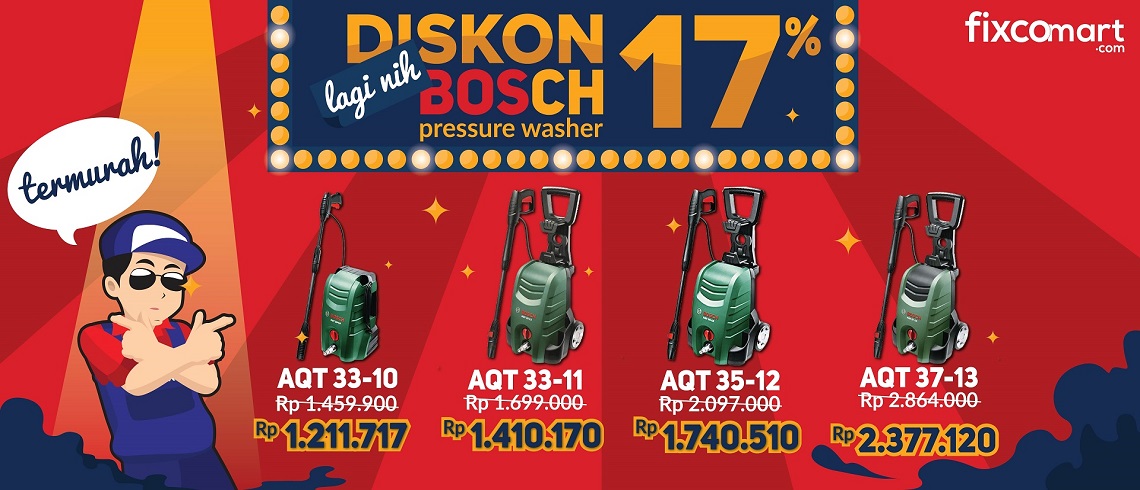 DISKON
lagi nih
BOSCH
pressure washer
17%
fixcomart
.com
termurah!
AQT 33-10
Rp 1.459.900
Rp 1.211.717
AQT 33-11
Rp 1.699.000
Rp 1.410.170
AQT 35-12
Rp 2.097.000
Rp 1.740.510
AQT 37-13
Rp 2.864.000
Rp 2.377.120